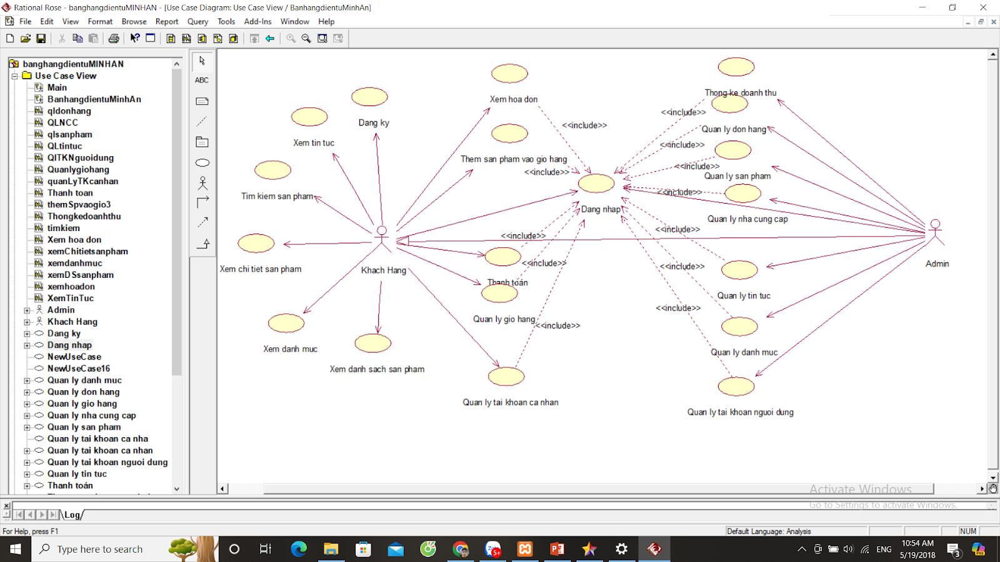 Rational Rose - banghangdientuMINHAN - [Use Case Diagram: Use Case View / BanhangdientuMinhAn]
File Edit View Format Browse Report Query Tools Add-Ins Window Help
banghangdientuMINHAN
Use Case View
Main
BanhangdientuMinhAn
qldonhang
QLNCC
qlsanpham
QLtintuc
QlTKNguoidung
Quanlygiohang
quanLyTKcanhan
Thanh toan
themSpvaogio3
Thongkedoanhthu
timkiem
Xem hoa don
xemChitietsanpham
xemdanhmuc
xemDSsanpham
xemhoadon
XemTinTuc
Admin
Khach Hang
Dang ky
Dang nhap
NewUseCase
NewUseCase16
Quan ly danh muc
Quan ly don hang
Quan ly gio hang
Quan ly nha cung cap
Quan ly san pham
Quan ly tai khoan ca nha
Quan ly tai khoan ca nhan
Quan ly tai khoan nguoi dung
Quan ly tin tuc
Thanh toán
ABC
Thong ke doanh thu
Xem hoa don
<<include>>
Dang ky
<<include>>
Quan ly don hang
Xem tin tuc
<<include>>
Them san pham vao gio hang
<<include>>
<<include>>
Quan ly san pham
<<include>>
Tim kiem san pham
Dang nhap
Quan ly nha cung cap
<<include>>
<<include>>
<<include>>
Admin
<<include>>
Xem chi tiet san pham
Khach Hang
Thanh toán
Quan ly tin tuc
<<include>>
Quan ly gio hang
<<include>>
Xem danh muc
Quan ly danh muc
Xem danh sach san pham
Quan ly tai khoan ca nhan
Quan ly tai khoan nguoi dung
Activate Windows
Go to Settings to activate Windows.
Log
For Help, press F1
Default Language: Analysis
NUM
Type here to search
5+
ENG
10:54 AM
5/19/2018
3
PRE